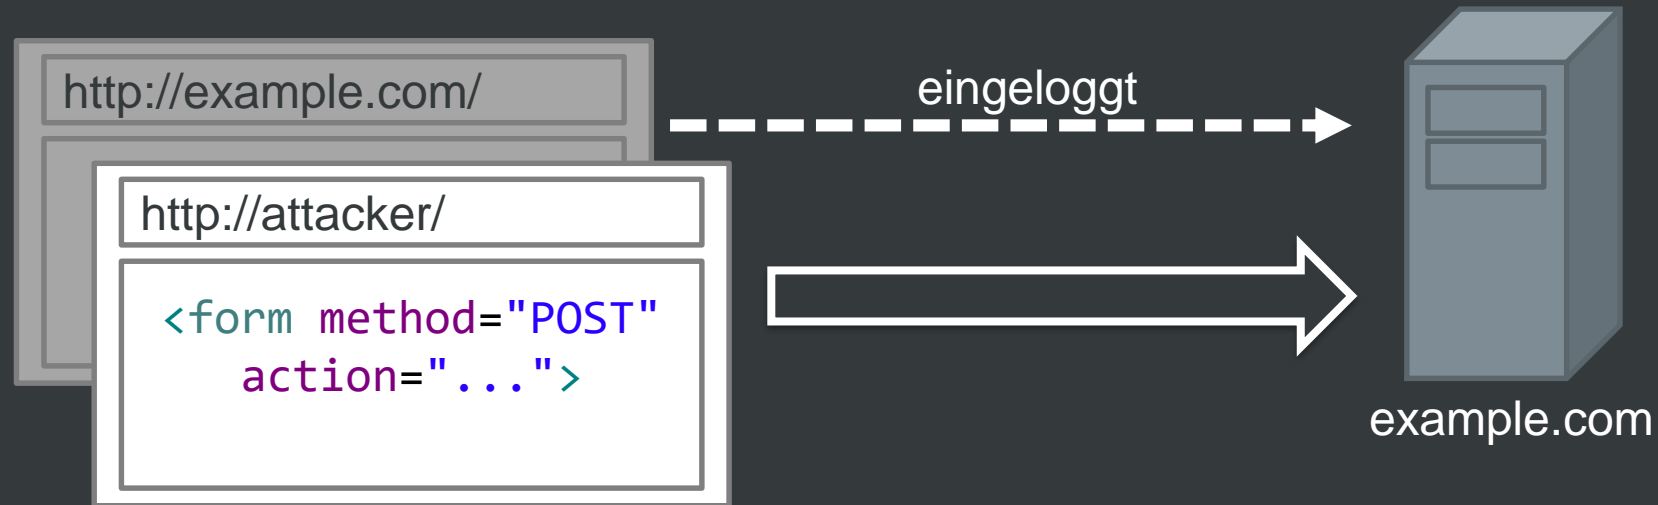 http://example.com/
eingeloggt
http://attacker/
<form method="POST"
action="...">
example.com